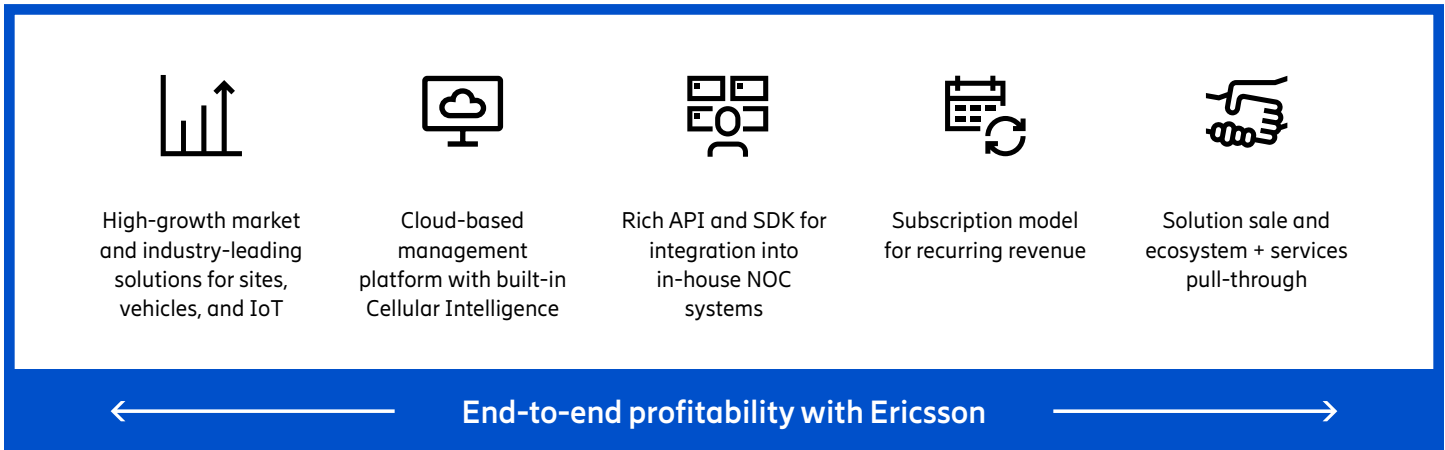 High-growth market
and industry-leading
solutions for sites,
vehicles, and IoT
Cloud-based
management
platform with built-in
Cellular Intelligence
Rich API and SDK for
integration into
in-house NOC
systems
Subscription model
for recurring revenue
Solution sale and
ecosystem + services
pull-through
End-to-end profitability with Ericsson